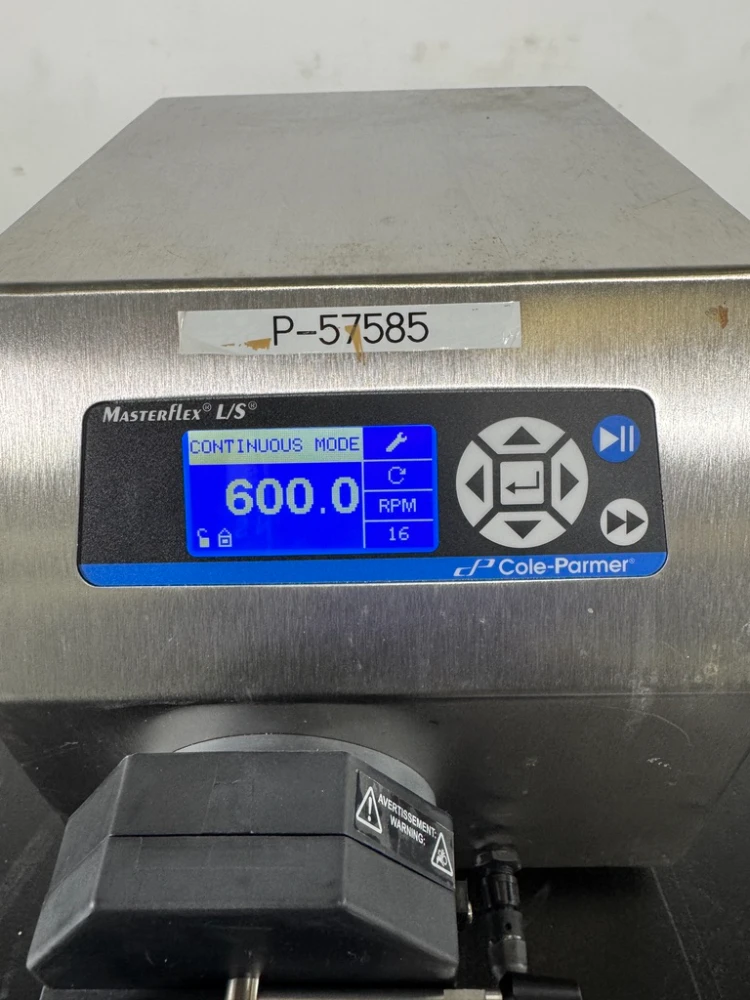 P-57585
MASTERFLEX® L/S®
CONTINUOUS MODE
600.0
RPM
16
Cole-Parmer®
AVERTISSEMENT:
WARNING: